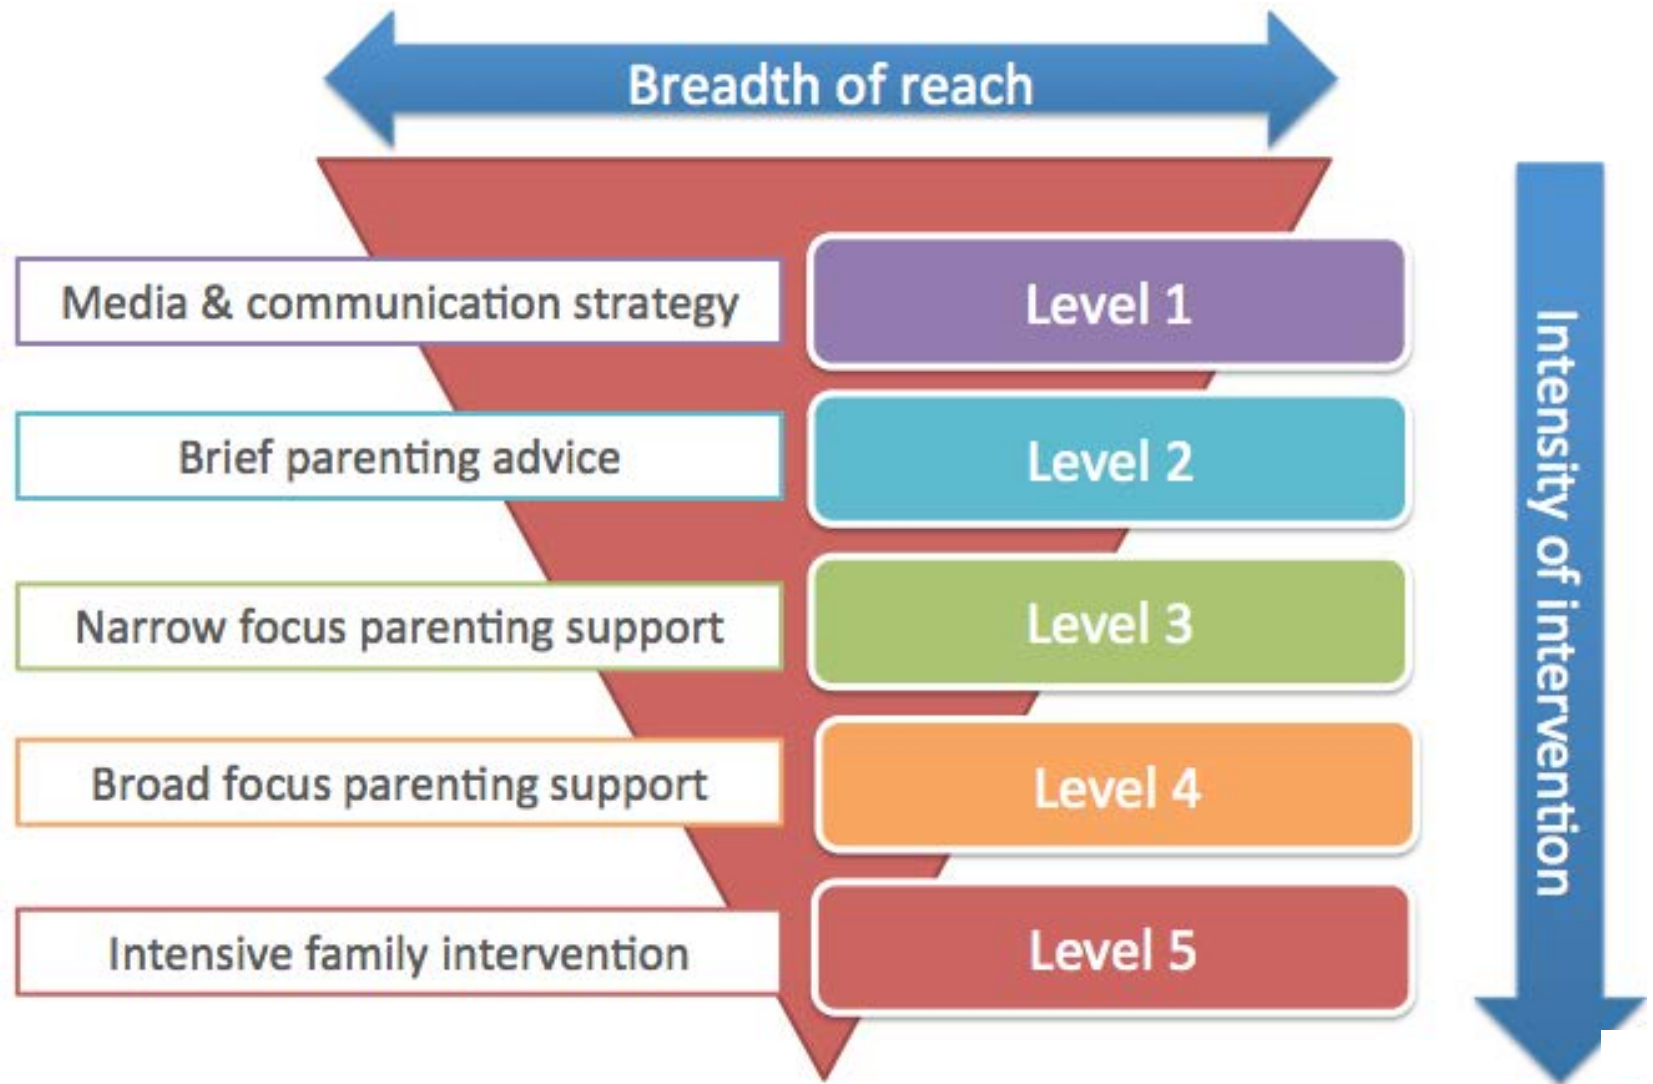 Breadth of reach
Media & communication strategy
Level 1
Brief parenting advice
Level 2
Narrow focus parenting support
Level 3
Broad focus parenting support
Level 4
Intensive family intervention
Level 5
Intensity of intervention